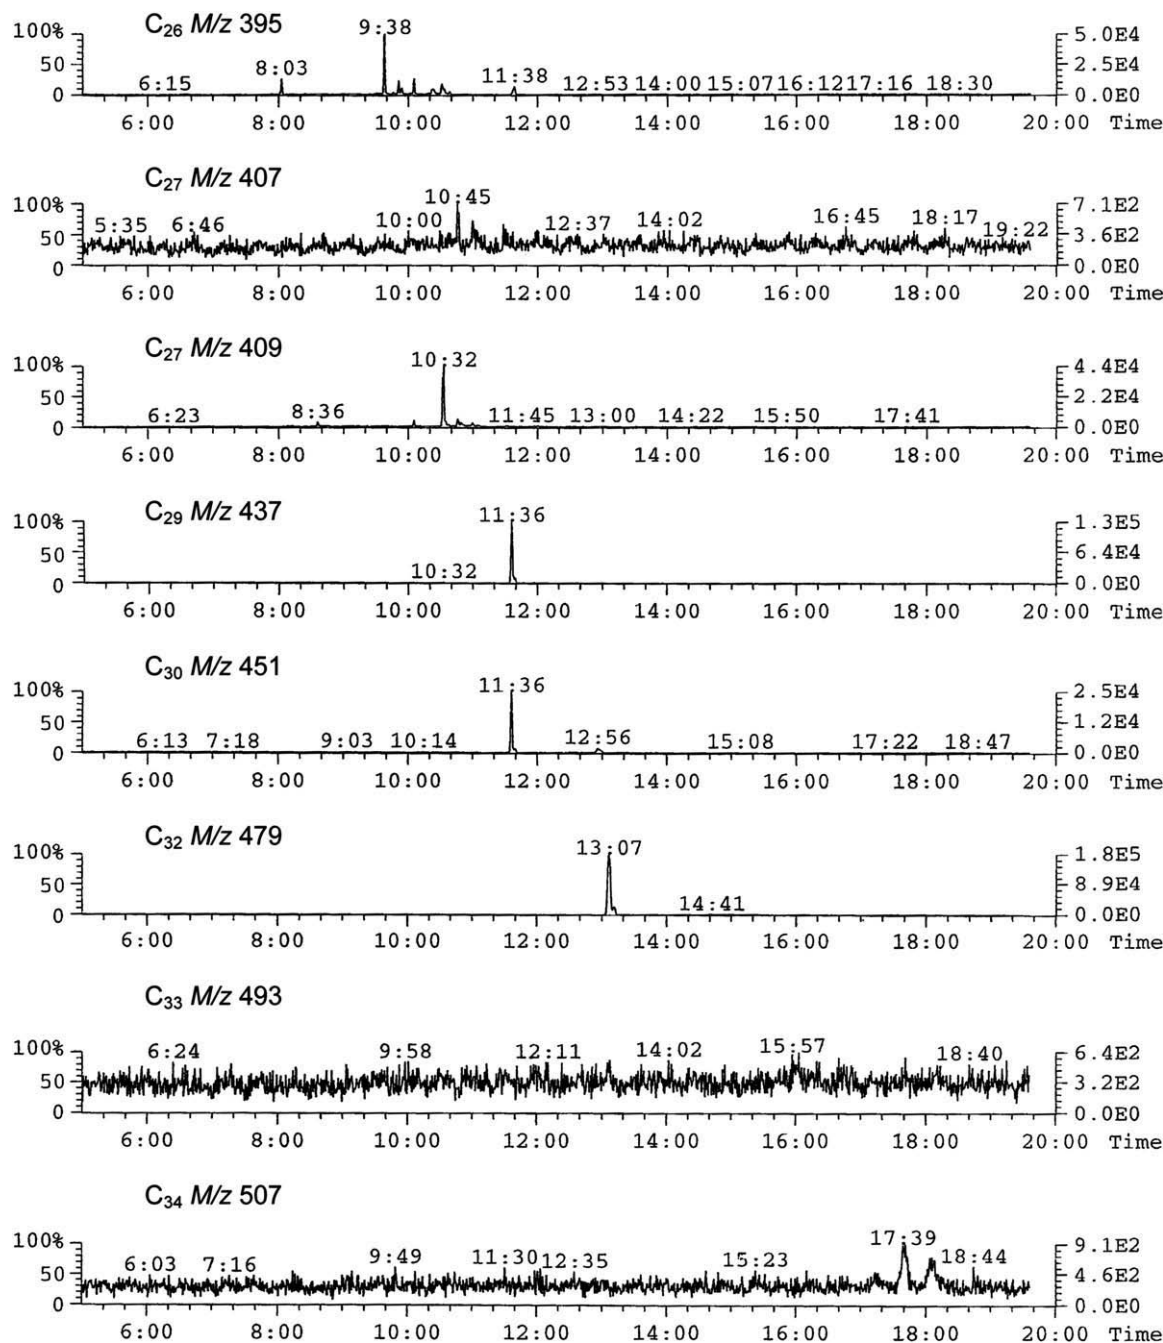 C₂₆ M/z 395
9:38
100% 5.0E4
8:03
50 2.5E4
6:15 11:38 12:53 14:00 15:07 16:12 17:16 18:30
0 0.0E0
6:00 8:00 10:00 12:00 14:00 16:00 18:00 20:00 Time
C₂₇ M/z 407
10:45
100% 7.1E2
5:35 6:46 10:00 12:37 14:02 16:45 18:17 19:22
50 3.6E2
0 0.0E0
6:00 8:00 10:00 12:00 14:00 16:00 18:00 20:00 Time
C₂₇ M/z 409
10:32
100% 4.4E4
50 2.2E4
6:23 8:36 11:45 13:00 14:22 15:50 17:41
0 0.0E0
6:00 8:00 10:00 12:00 14:00 16:00 18:00 20:00 Time
C₂₉ M/z 437
11:36
100% 1.3E5
50 6.4E4
10:32
0 0.0E0
6:00 8:00 10:00 12:00 14:00 16:00 18:00 20:00 Time
C₃₀ M/z 451
11:36
100% 2.5E4
50 1.2E4
6:13 7:18 9:03 10:14 12:56 15:08 17:22 18:47
0 0.0E0
6:00 8:00 10:00 12:00 14:00 16:00 18:00 20:00 Time
C₃₂ M/z 479
13:07
100% 1.8E5
50 8.9E4
14:41
0 0.0E0
6:00 8:00 10:00 12:00 14:00 16:00 18:00 20:00 Time
C₃₃ M/z 493
100% 6.4E2
6:24 9:58 12:11 14:02 15:57 18:40
50 3.2E2
0 0.0E0
6:00 8:00 10:00 12:00 14:00 16:00 18:00 20:00 Time
C₃₄ M/z 507
17:39
100% 9.1E2
6:03 7:16 9:49 11:30 12:35 15:23 18:44
50 4.6E2
0 0.0E0
6:00 8:00 10:00 12:00 14:00 16:00 18:00 20:00 Time